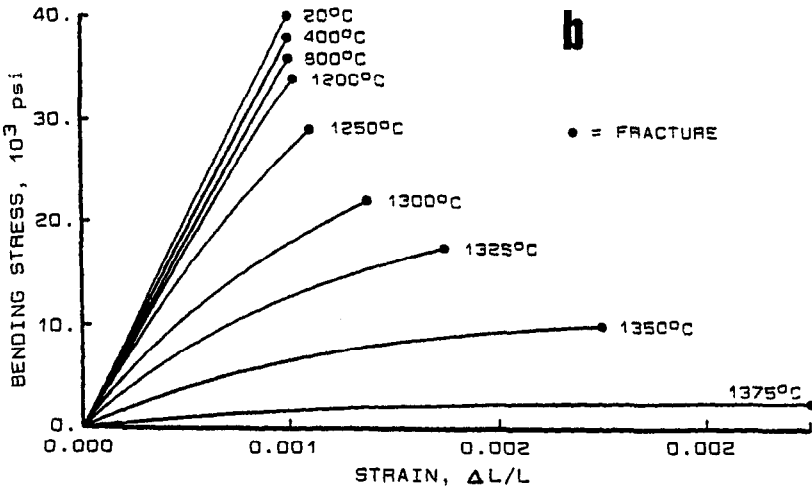 40.
30.
20.
10.
0.
BENDING STRESS, 10³ psi
20°C
400°C
800°C
1200°C
1250°C
1300°C
1325°C
1350°C
1375°C
b
• = FRACTURE
0.000 0.001 0.002 0.002
STRAIN, ΔL/L